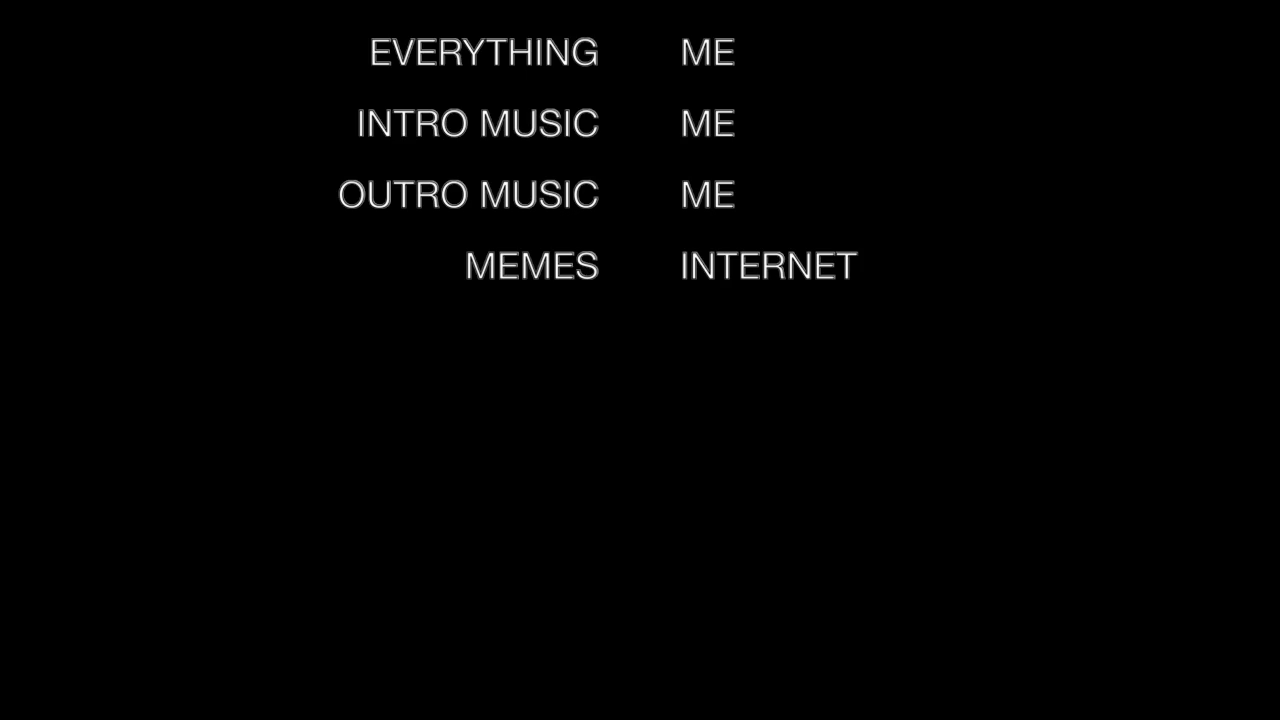 EVERYTHING ME
INTRO MUSIC ME
OUTRO MUSIC ME
MEMES INTERNET